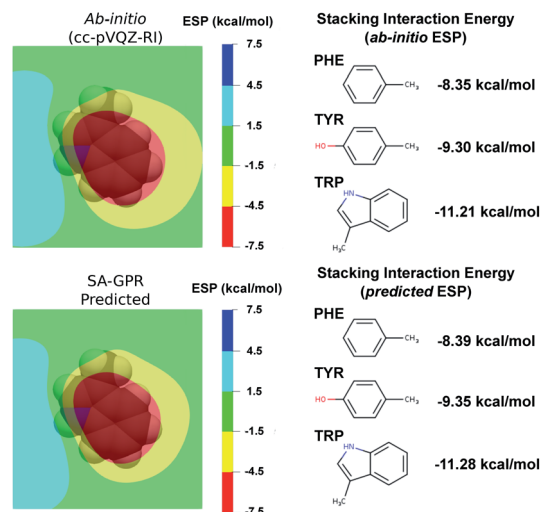 Ab-initio
(cc-pVQZ-RI)
ESP (kcal/mol)
7.5
4.5
1.5
-1.5
-4.5
-7.5
Stacking Interaction Energy
(ab-initio ESP)
PHE
CH3
-8.35 kcal/mol
TYR
HO
CH3
-9.30 kcal/mol
TRP
HN
H3C
-11.21 kcal/mol
SA-GPR
Predicted
ESP (kcal/mol)
7.5
4.5
1.5
-1.5
-4.5
-7.5
Stacking Interaction Energy
(predicted ESP)
PHE
CH3
-8.39 kcal/mol
TYR
HO
CH3
-9.35 kcal/mol
TRP
HN
H3C
-11.28 kcal/mol